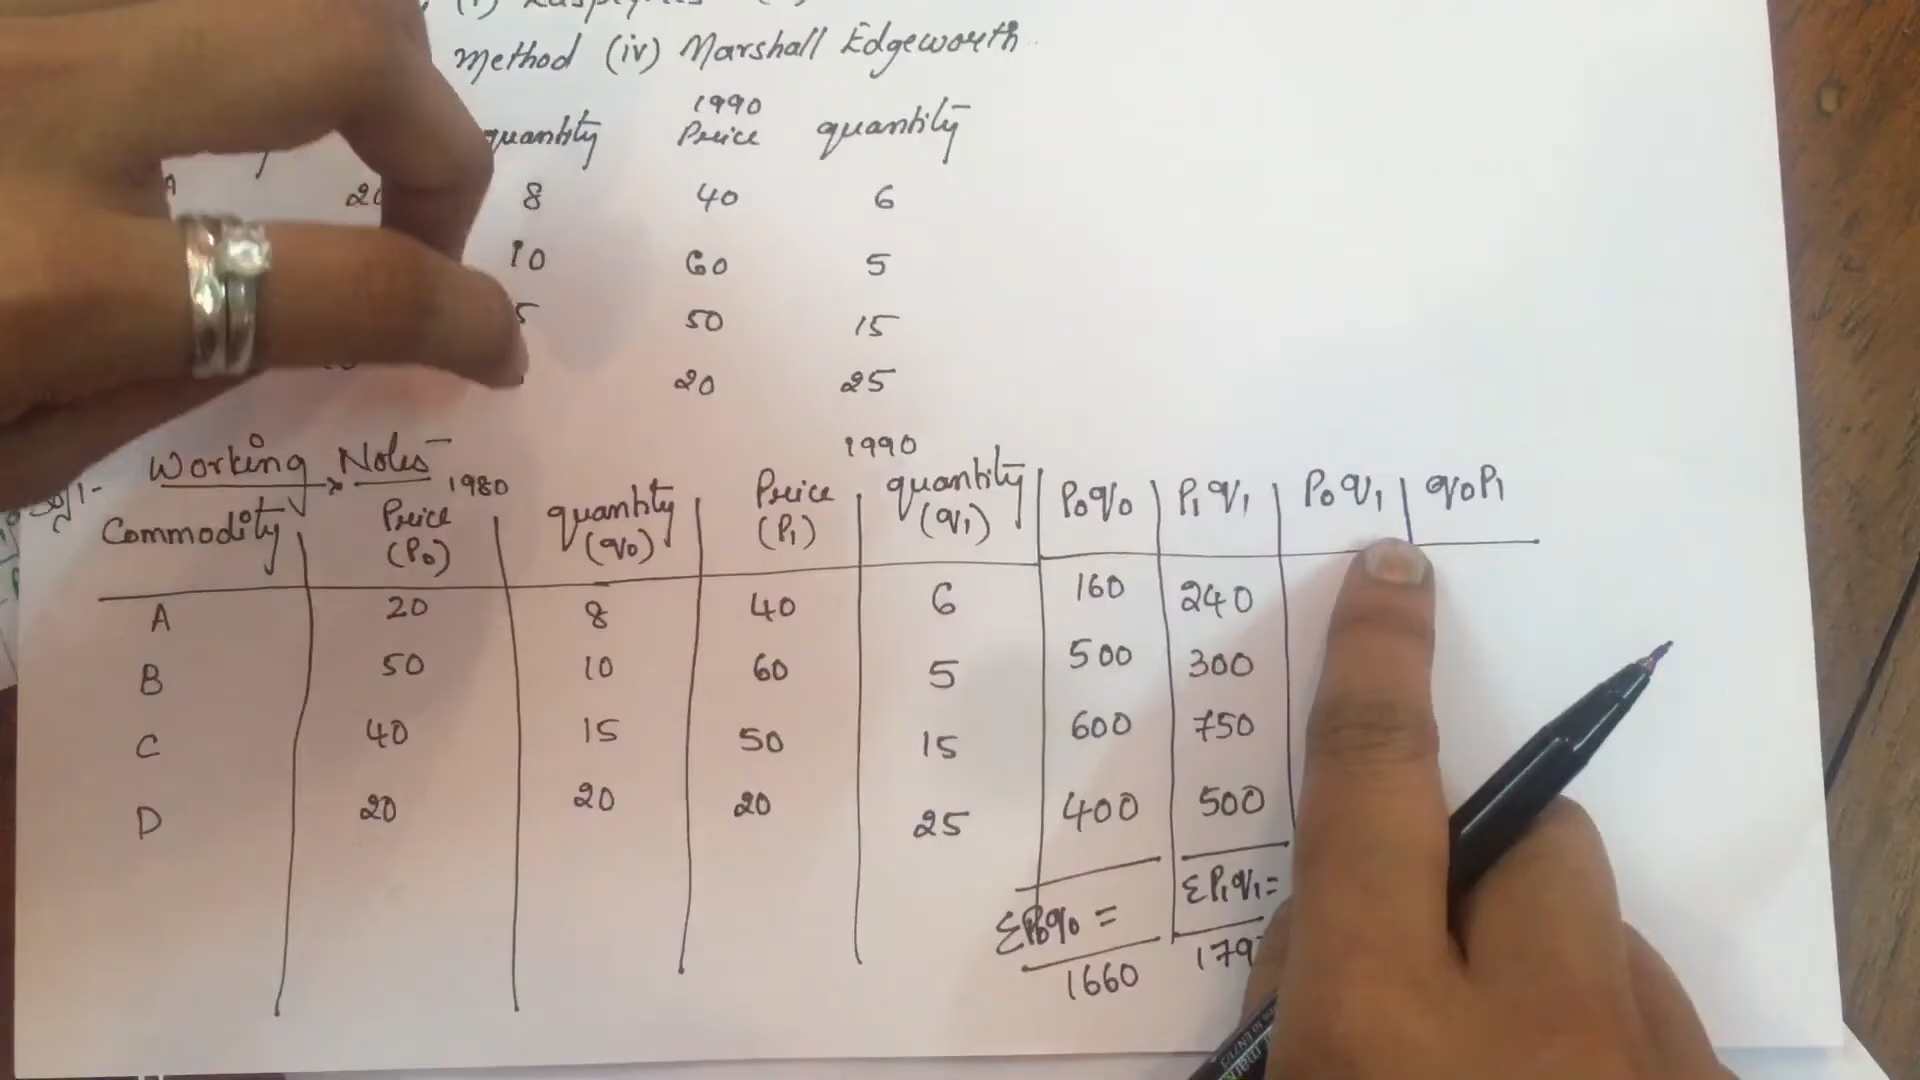 Method (iv) Marshall Edgeworth
1990
quantity Price quantity
A 8 40 6
10 60 5
5 50 15
20 25
Working Notes
1980 1990
Commodity Price (P0) quantity (q0) Price (P1) quantity (q1) P0q0 P1q1 P0q1 q0P1
A 20 8 40 6 160 240
B 50 10 60 5 500 300
C 40 15 50 15 600 750
D 20 20 20 25 400 500
ΣP0q0 = ΣP1q1=
1660 179